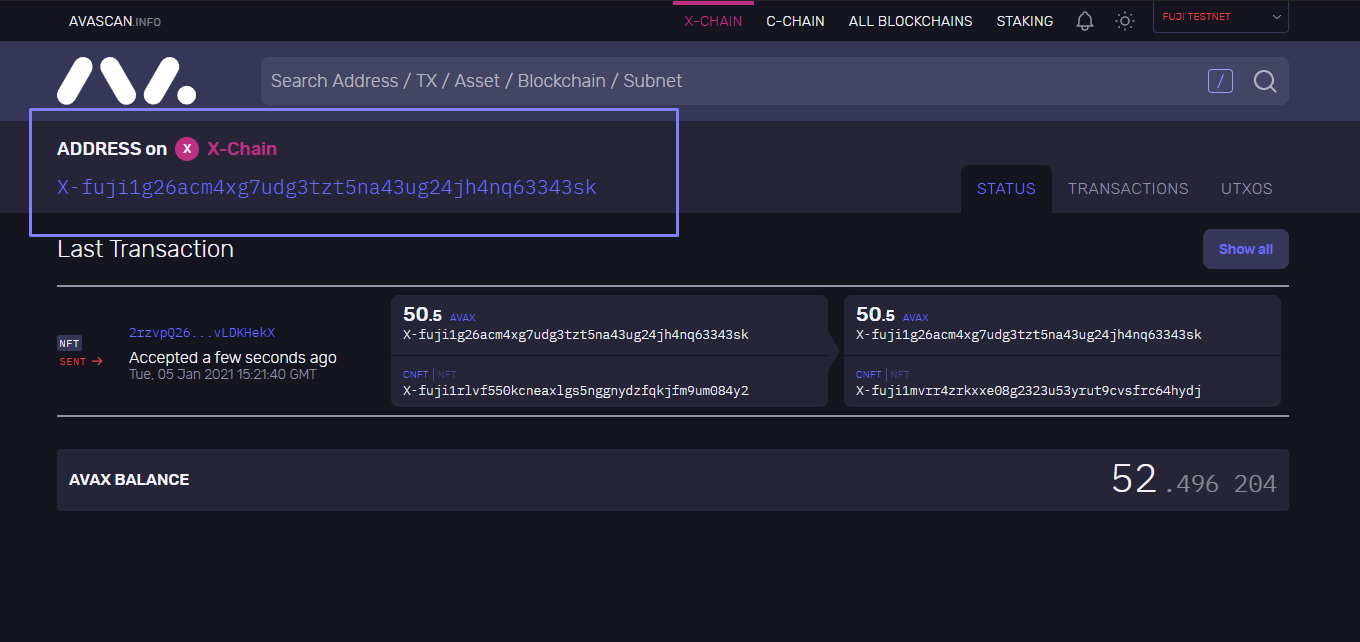 AVASCAN.INFO X-CHAIN C-CHAIN ALL BLOCKCHAINS STAKING FUJI TESTNET
Search Address / TX / Asset / Blockchain / Subnet /
ADDRESS on X X-Chain
X-fuji1g26acm4xg7udg3tzt5na43ug24jh4nq63343sk
STATUS TRANSACTIONS UTXOS
Last Transaction
Show all
NFT
SENT →
2rzvpQ26...vLDKHekX
Accepted a few seconds ago
Tue, 05 Jan 2021 15:21:40 GMT
50.5 AVAX
X-fuji1g26acm4xg7udg3tzt5na43ug24jh4nq63343sk
CNFT | NFT
X-fuji1rlvf550kcneaxlgs5nggnydzfqkjfm9um084y2
50.5 AVAX
X-fuji1g26acm4xg7udg3tzt5na43ug24jh4nq63343sk
CNFT | NFT
X-fuji1mvrr4zrkxxe08g2323u53yrut9cvsfrc64hydj
AVAX BALANCE 52.496 204